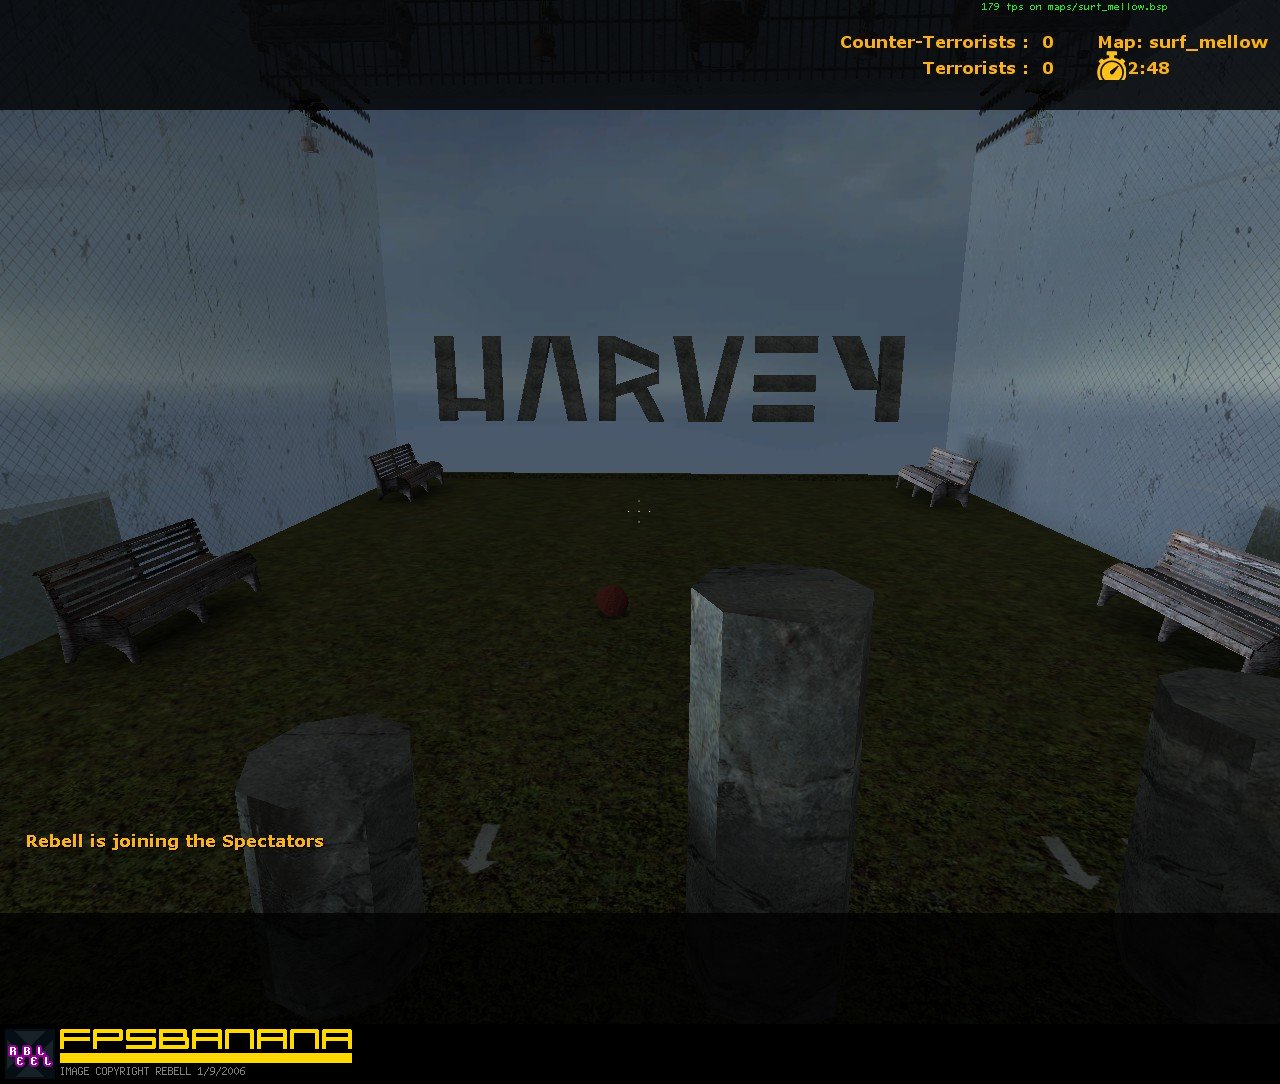 179 fps on maps/surf_mellow.bsp
Counter-Terrorists : 0 Map: surf_mellow
Terrorists : 0 2:48
HARVEY
Rebell is joining the Spectators
RBL
EEL
FPSBANANA
IMAGE COPYRIGHT REBELL 1/9/2006